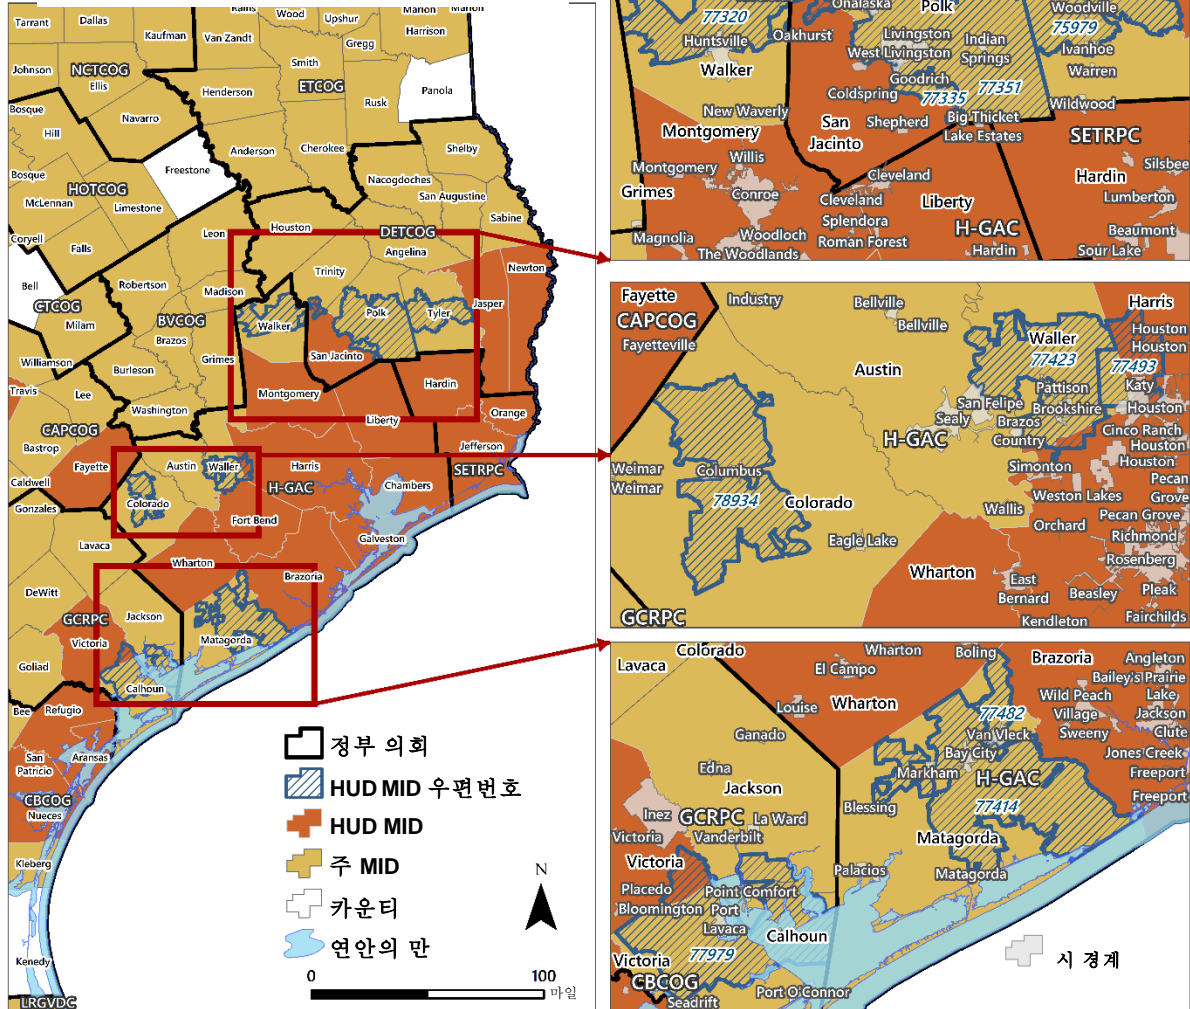 Tarrant
Dallas
Rains
Wood
Upshur
Marion
Marion
Kaufman
Van Zandt
Harrison
Gregg
Johnson
NCTCOG
Ellis
Smith
ETCOG
Henderson
Rusk
Panola
Bosque
Navarro
Hill
Anderson
Cherokee
Shelby
Freestone
Bosque
HOTCOG
McLennan
Limestone
Nacogdoches
San Augustine
Sabine
Coryell
Falls
Leon
Houston
DETCOG
Angelina
Trinity
Newton
Bell
Robertson
Madison
CTCOG
Milam
BVCOG
Brazos
Walker
Polk
Tyler
Jasper
Williamson
Burleson
Grimes
San Jacinto
Travis
Lee
Washington
Montgomery
Hardin
Liberty
Orange
CAPCOG
Bastrop
Jefferson
Fayette
Austin
Waller
Harris
SETRPC
Caldwell
H-GAC
Chambers
Gonzales
Colorado
Fort Bend
Lavaca
Galveston
Wharton
DeWitt
Brazoria
GCRPC
Jackson
Victoria
Matagorda
Goliad
Calhoun
Bee
Refugio
San
Patricio
Aransas
CBCOG
Nueces
Kleberg
Kenedy
LRGVDC
정부 의회
HUD MID 우편번호
HUD MID
주 MID
카운티
연안의 만
N
0
100
마일
77320
Onalaska
Polk
Woodville
75979
Huntsville
Oakhurst
Livingston
West Livingston
Indian
Springs
Ivanhoe
Walker
Goodrich
Warren
Coldspring
77335
77351
Wildwood
New Waverly
Shepherd
Big Thicket
Lake Estates
Montgomery
San
Jacinto
SETRPC
Willis
Montgomery
Cleveland
Hardin
Silsbee
Grimes
Conroe
Cleveland
Liberty
Lumberton
Splendora
H-GAC
Beaumont
Magnolia
Woodloch
Roman Forest
The Woodlands
Hardin
Sour Lake
Fayette
Industry
Bellville
Harris
CAPCOG
Bellville
Fayetteville
Waller
Houston
Houston
77423
77493
Austin
Pattison
Katy
San Felipe
Brookshire
Houston
Sealy
Brazos
Country
Cinco Ranch
H-GAC
Houston
Weimar
Weimar
Columbus
Simonton
Houston
78934
Colorado
Weston Lakes
Pecan
Grove
Wallis
Pecan Grove
Orchard
Eagle Lake
Richmond
Rosenberg
Wharton
East
Bernard
Beasley
Pleak
GCRPC
Kendleton
Fairchilds
Lavaca
Colorado
Wharton
Boling
Brazoria
Angleton
El Campo
Bailey's Prairie
Wharton
Wild Peach
Village
Lake
Jackson
Louise
77482
Ganado
Van Vleck
Sweeny
Clute
Bay City
Jones Creek
Edna
Markham
H-GAC
Freeport
Jackson
Blessing
77414
Freeport
Inez
GCRPC
La Ward
Victoria
Vanderbilt
Matagorda
Victoria
Palacios
Matagorda
Placedo
Point Comfort
Bloomington
Port
Lavaca
Calhoun
77979
Victoria
CBCOG
Port O'Connor
Seadrift
시 경계